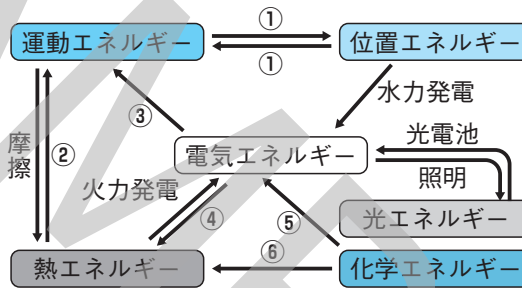 ①
運動エネルギー
位置エネルギー
①
水力発電
③
光電池
摩擦
②
電気エネルギー
照明
火力発電
④
⑤
光エネルギー
熱エネルギー
⑥
化学エネルギー